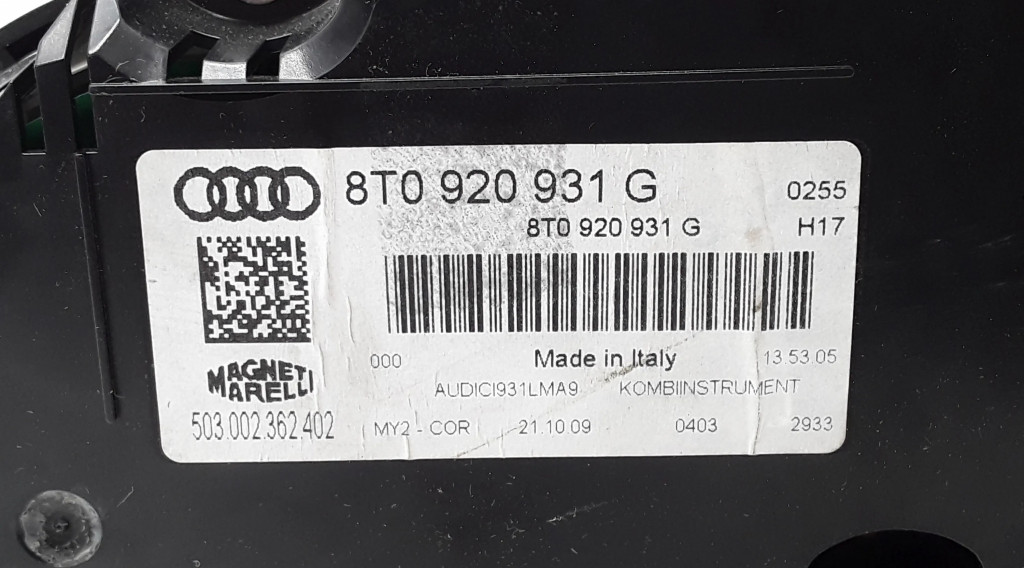 8T0 920 931 G 0255
8T0 920 931 G H17
000 Made in Italy 13.53.05
MAGNETI
MARELLI
AUDICI931LMA9 KOMBIINSTRUMENT
503.002.362.402 MY2 - COR 21.10.09 0403 2933